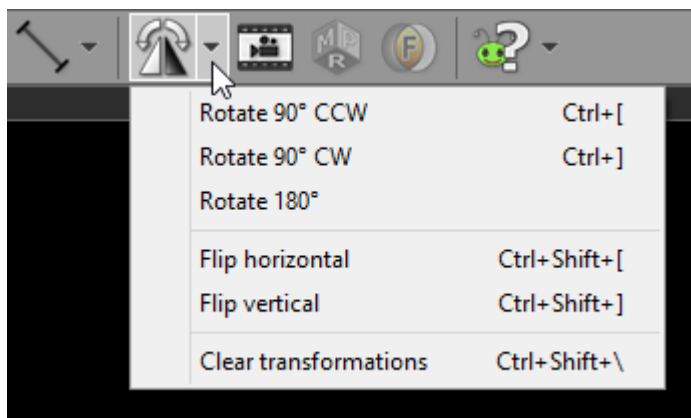 MPR
F
?
Rotate 90° CCW Ctrl+[
Rotate 90° CW Ctrl+]
Rotate 180°
Flip horizontal Ctrl+Shift+[
Flip vertical Ctrl+Shift+]
Clear transformations Ctrl+Shift+\